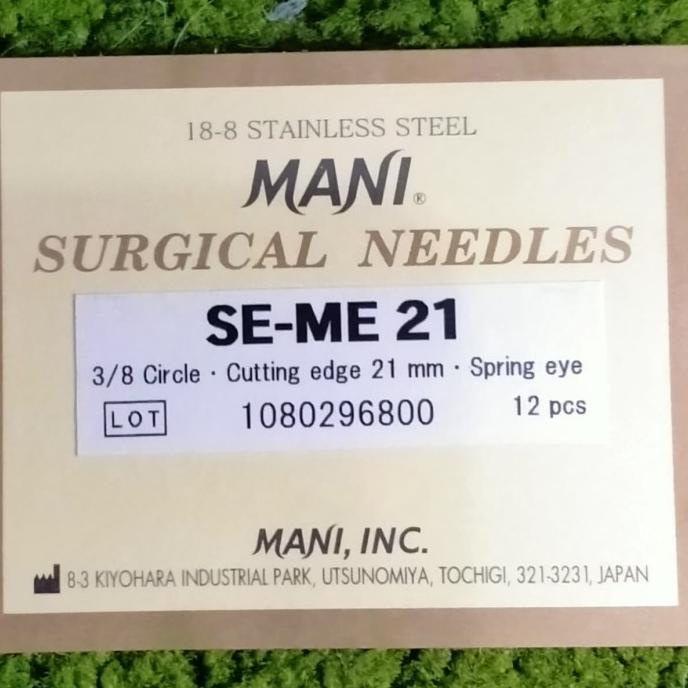 18-8 STAINLESS STEEL
MANI®
SURGICAL NEEDLES
SE-ME 21
3/8 Circle · Cutting edge 21 mm · Spring eye
LOT 1080296800 12 pcs
MANI, INC.
8-3 KIYOHARA INDUSTRIAL PARK, UTSUNOMIYA, TOCHIGI, 321-3231, JAPAN